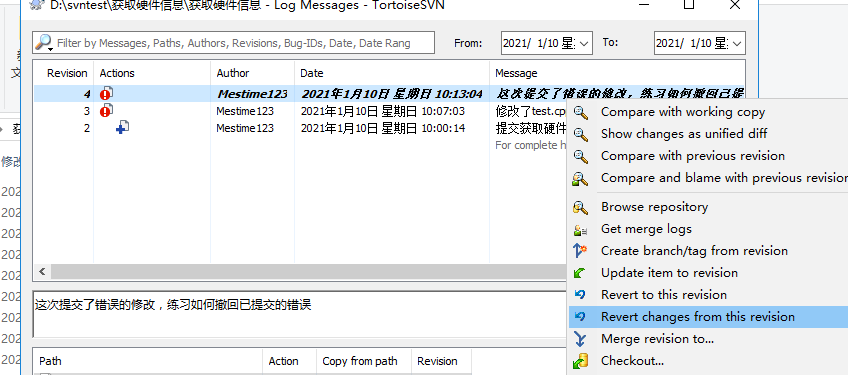 D:\svntest\获取硬件信息\获取硬件信息 - Log Messages - TortoiseSVN
Filter by Messages, Paths, Authors, Revisions, Bug-IDs, Date, Date Rang
From: 2021/ 1/10 星 To: 2021/ 1/10 星
Revision Actions Author Date Message
4 Mestime123 2021年1月10日 星期日 10:13:04 这次提交了错误的修改，练习如何撤回已提
3 Mestime123 2021年1月10日 星期日 10:07:03 修改了test.cp
2 Mestime123 2021年1月10日 星期日 10:00:14 提交获取硬件
For complete h
修改
202
202
202
202
202
202
202
202
Compare with working copy
Show changes as unified diff
Compare with previous revision
Compare and blame with previous revision
Browse repository
Get merge logs
Create branch/tag from revision
Update item to revision
Revert to this revision
Revert changes from this revision
Merge revision to...
Checkout...
这次提交了错误的修改，练习如何撤回已提交的错误
Path Action Copy from path Revision